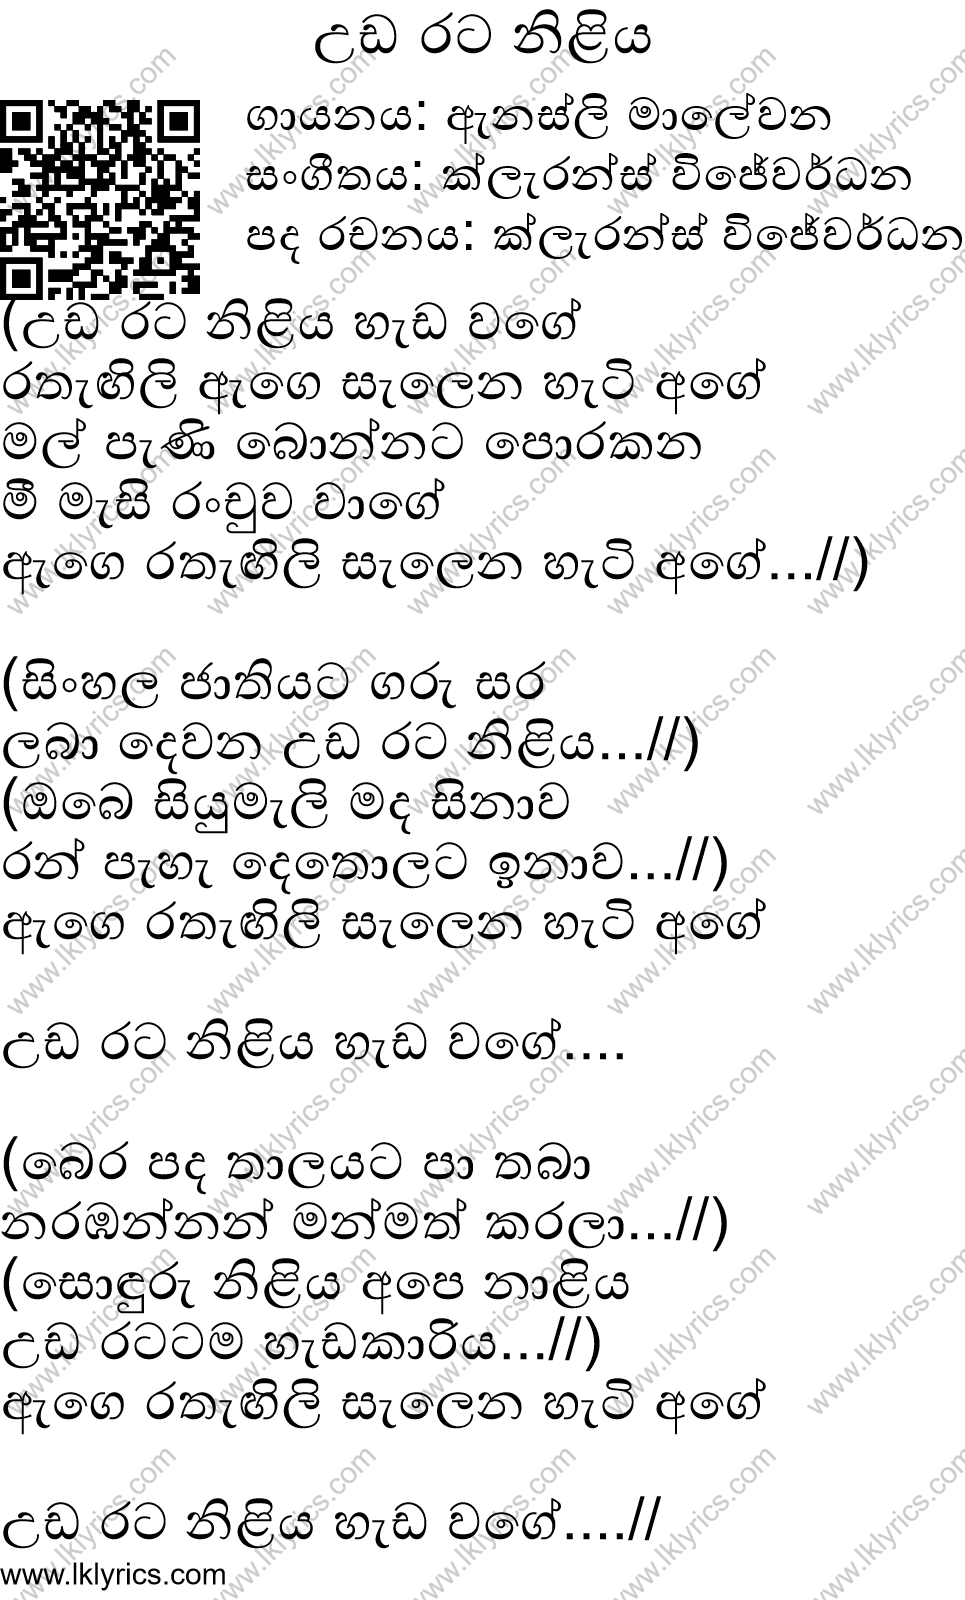 උඩ රට නිළිය
ගායනය: ඇනස්ලි මාලේවන
සංගීතය: ක්ලැරන්ස් විජේවර්ධන
පද රචනය: ක්ලැරන්ස් විජේවර්ධන
(උඩ රට නිළිය හැඩ වගේ
රතැඟිලි ඇගෙ සැලෙන හැටි අගේ
මල් පැණි බොන්නට පොරකන
මී මැසි රංචුව වාගේ
ඇගෙ රතැඟිලි සැලෙන හැටි අගේ...//)
(සිංහල ජාතියට ගරු සර
ලබා දෙවන උඩ රට නිළිය...//)
(ඔබෙ සියුමැලි මද සිනාව
රන් පැහැ දෙතොලට ඉනාව...//)
ඇගෙ රතැඟිලි සැලෙන හැටි අගේ
උඩ රට නිළිය හැඩ වගේ....
(බෙර පද තාලයට පා තබා
නරඹන්නන් මන්මත් කරලා...//)
(සොඳුරු නිළිය අපෙ නාළිය
උඩ රටටම හැඩකාරිය...//)
ඇගෙ රතැඟිලි සැලෙන හැටි අගේ
උඩ රට නිළිය හැඩ වගේ....//
www.lklyrics.com